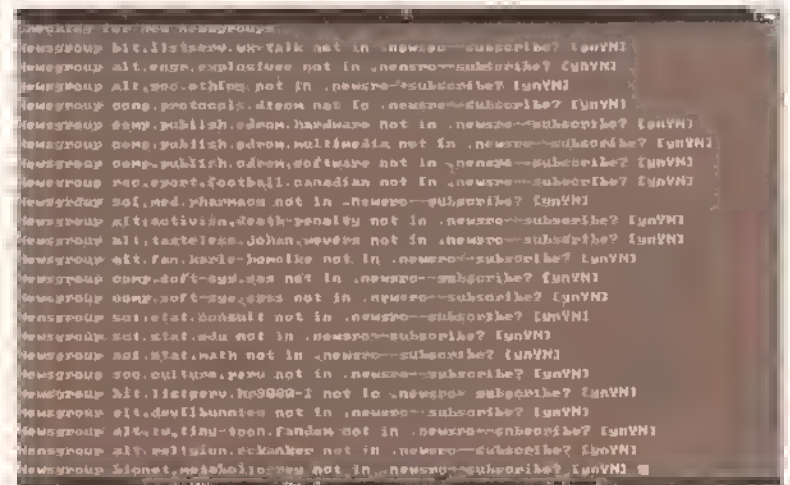 Checking for new newsgroups
Newsgroup bit.listserv.uk-talk not in .newsrc--subscribe? [ynYN]
Newsgroup alt.engr.explosives not in .newsrc--subscribe? [ynYN]
Newsgroup not in .newsrc--subscribe? [ynYN]
Newsgroup comp.protocols.dicom not in .newsrc--subscribe? [ynYN]
Newsgroup comp.publish.cdrom.hardware not in .newsrc--subscribe? [ynYN]
Newsgroup comp.publish.cdrom.multimedia not in .newsrc--subscribe? [ynYN]
Newsgroup comp.publish.cdrom.software not in .newsrc--subscribe? [ynYN]
Newsgroup rec.sport.football.canadian not in .newsrc--subscribe? [ynYN]
Newsgroup sci.med.pharmacy not in .newsrc--subscribe? [ynYN]
Newsgroup alt.activism.death-penalty not in .newsrc--subscribe? [ynYN]
Newsgroup alt.tasteless.johan.wevers not in .newsrc--subscribe? [ynYN]
Newsgroup alt.fan.karla-homolka not in .newsrc--subscribe? [ynYN]
Newsgroup comp.soft-sys.sas not in .newsrc--subscribe? [ynYN]
Newsgroup comp.soft-sys.spss not in .newsrc--subscribe? [ynYN]
Newsgroup sci.stat.consult not in .newsrc--subscribe? [ynYN]
Newsgroup sci.stat.edu not in .newsrc--subscribe? [ynYN]
Newsgroup sci.stat.math not in .newsrc--subscribe? [ynYN]
Newsgroup soc.culture.peru not in .newsrc--subscribe? [ynYN]
Newsgroup bit.listserv.hp3000-l not in .newsrc--subscribe? [ynYN]
Newsgroup alt.devilbunnies not in .newsrc--subscribe? [ynYN]
Newsgroup alt.tv.tiny-toon.fandom not in .newsrc--subscribe? [ynYN]
Newsgroup alt.religion.eckankar not in .newsrc--subscribe? [ynYN]
Newsgroup bionet.metabolic-reg not in .newsrc--subscribe? [ynYN]